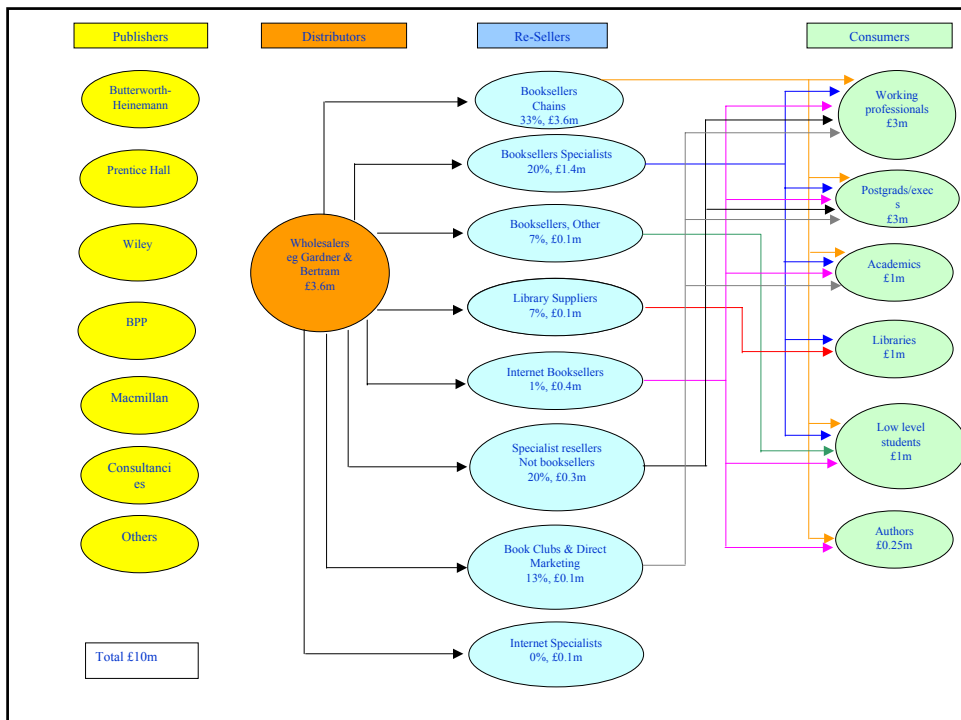 Publishers
Distributors
Re-Sellers
Consumers
Butterworth-
Heinemann
Prentice Hall
Wiley
BPP
Macmillan
Consultanci
es
Others
Total £10m
Wholesalers
eg Gardner &
Bertram
£3.6m
Booksellers
Chains
33%, £3.6m
Booksellers Specialists
20%, £1.4m
Booksellers, Other
7%, £0.1m
Library Suppliers
7%, £0.1m
Internet Booksellers
1%, £0.4m
Specialist resellers
Not booksellers
20%, £0.3m
Book Clubs & Direct
Marketing
13%, £0.1m
Internet Specialists
0%, £0.1m
Working
professionals
£3m
Postgrads/exec
s
£3m
Academics
£1m
Libraries
£1m
Low level
students
£1m
Authors
£0.25m